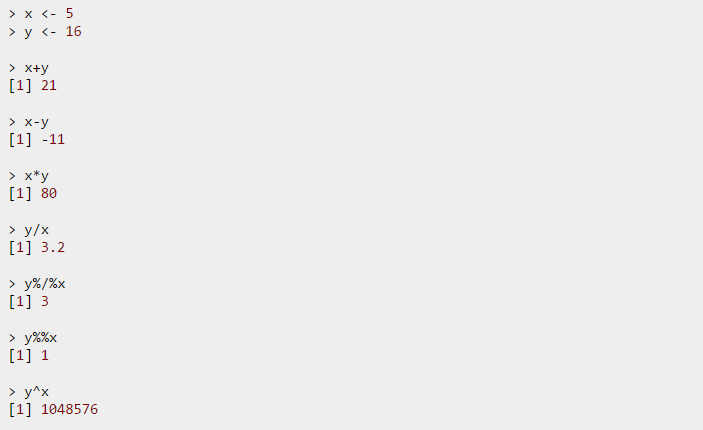 > x <- 5
> y <- 16
> x+y
[1] 21
> x-y
[1] -11
> x*y
[1] 80
> y/x
[1] 3.2
> y%/%x
[1] 3
> y%%x
[1] 1
> y^x
[1] 1048576